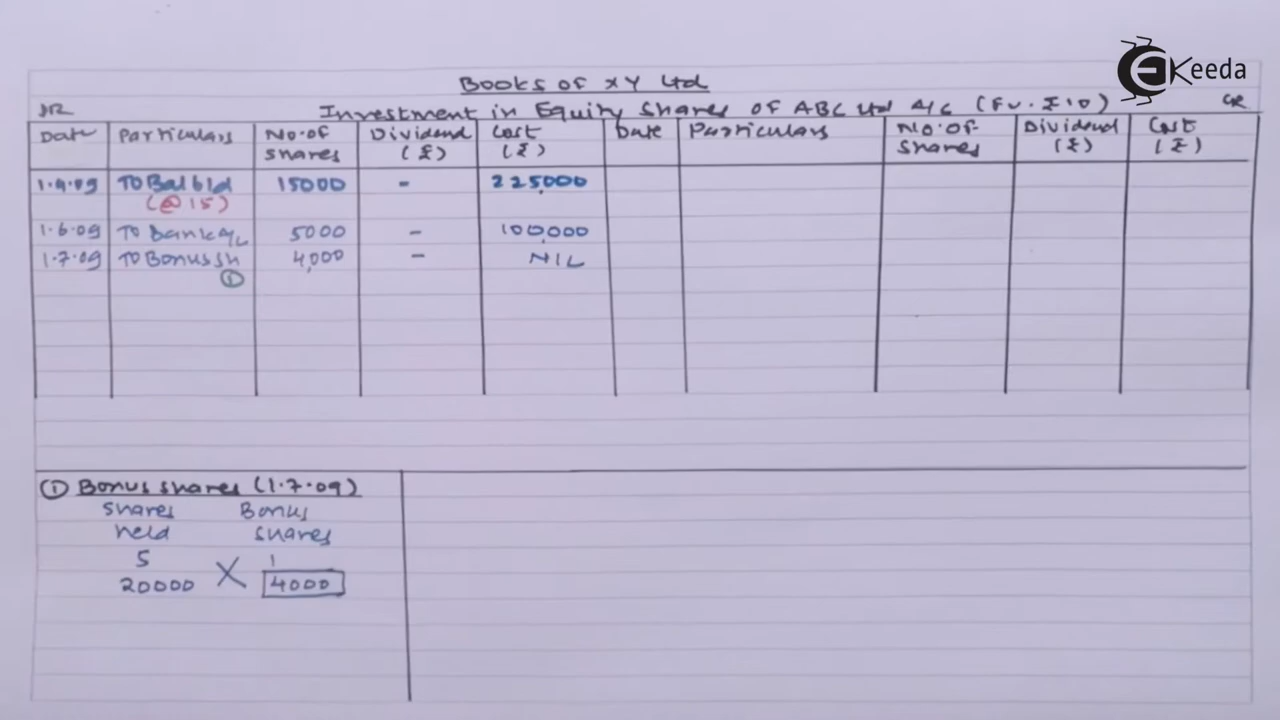 EKeeda
Books of XY Ltd
DR Investment in Equity Shares of ABC Ltd A/c (Fv. ₹10) CR
Date Particulars No. of shares Dividend (₹) Cost (₹) Date Particulars No. of shares Dividend (₹) Cost (₹)
1.4.09 To Bal b/d 15000 - 225,000
(@ 15)
1.6.09 To Bank A/c 5000 - 100,000
1.7.09 To Bonus sh 4,000 - NIL
①
① Bonus shares (1.7.09)
shares Bonus
held shares
5 1
20000 X 4000